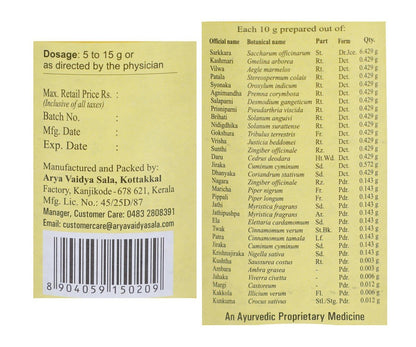 Dosage: 5 to 15 g or
as directed by the physician
Max. Retail Price Rs. :
(Inclusive of all taxes)
Batch No. :
Mfg. Date :
Exp. Date :
Manufactured and Packed by:
Arya Vaidya Sala, Kottakkal
Factory, Kanjikode - 678 621, Kerala
Mfg. Lic. No.: 45/25D/87
Manager, Customer Care: 0483 2808391
Email: customercare@aryavaidyasala.com
8 904059 150209
Each 10 g prepared out of:
Official name Botanical name Part Form Qty.
Sarkkara Saccharum officinarum St. Dr.Jce. 6.429 g
Kashmari Gmelina arborea Rt. Dct. 0.429 g
Vilwa Aegle marmelos Rt. Dct. 0.429 g
Patala Stereospermum colais Rt. Dct. 0.429 g
Syonaka Oroxylum indicum Rt. Dct. 0.429 g
Agnimandha Premna corymbosa Rt. Dct. 0.429 g
Salaparni Desmodium gangeticum Rt. Dct. 0.429 g
Prisniparni Pseudarthria viscida Rt. Dct. 0.429 g
Brihati Solanum anguivi Rt. Dct. 0.429 g
Nidigdhika Solanum surattense Rt. Dct. 0.429 g
Gokshura Tribulus terrestris Fr. Dct. 0.429 g
Vrisha Justicia beddomei Rt. Dct. 0.429 g
Sunthi Zingiber officinale Rz. Dct. 0.429 g
Daru Cedrus deodara Ht.Wd. Dct. 0.429 g
Jiraka Cuminum cyminum Sd. Dct. 0.572 g
Dhanyaka Coriandrum sativum Sd. Dct. 0.429 g
Nagara Zingiber officinale Rz. Pdr. 0.143 g
Maricha Piper nigrum Fr. Pdr. 0.143 g
Pippali Piper longum Fr. Pdr. 0.143 g
Jathi Myristica fragrans Sd. Pdr. 0.143 g
Jathipushpa Myristica fragrans Ar. Pdr. 0.143 g
Ela Elettaria cardamomum Sd. Pdr. 0.143 g
Twak Cinnamomum verum St.Bk. Pdr. 0.143 g
Patra Cinnamomum tamala Lf. Pdr. 0.143 g
Jiraka Cuminum cyminum Sd. Pdr. 0.143 g
Krishnajiraka Nigella sativa Sd. Pdr. 0.143 g
Kushtha Saussurea costus Rt. Pdr. 0.003 g
Ambara Ambra grasea - Pdr. 0.003 g
Jahaka Viverra civetta - Pdr. 0.006 g
Margi Castoreum - Pdr. 0.012 g
Kakkola Illicium verum Fl. Pdr. 0.006 g
Kunkuma Crocus sativus Stl./Stg. Pdr. 0.012 g
An Ayurvedic Proprietary Medicine